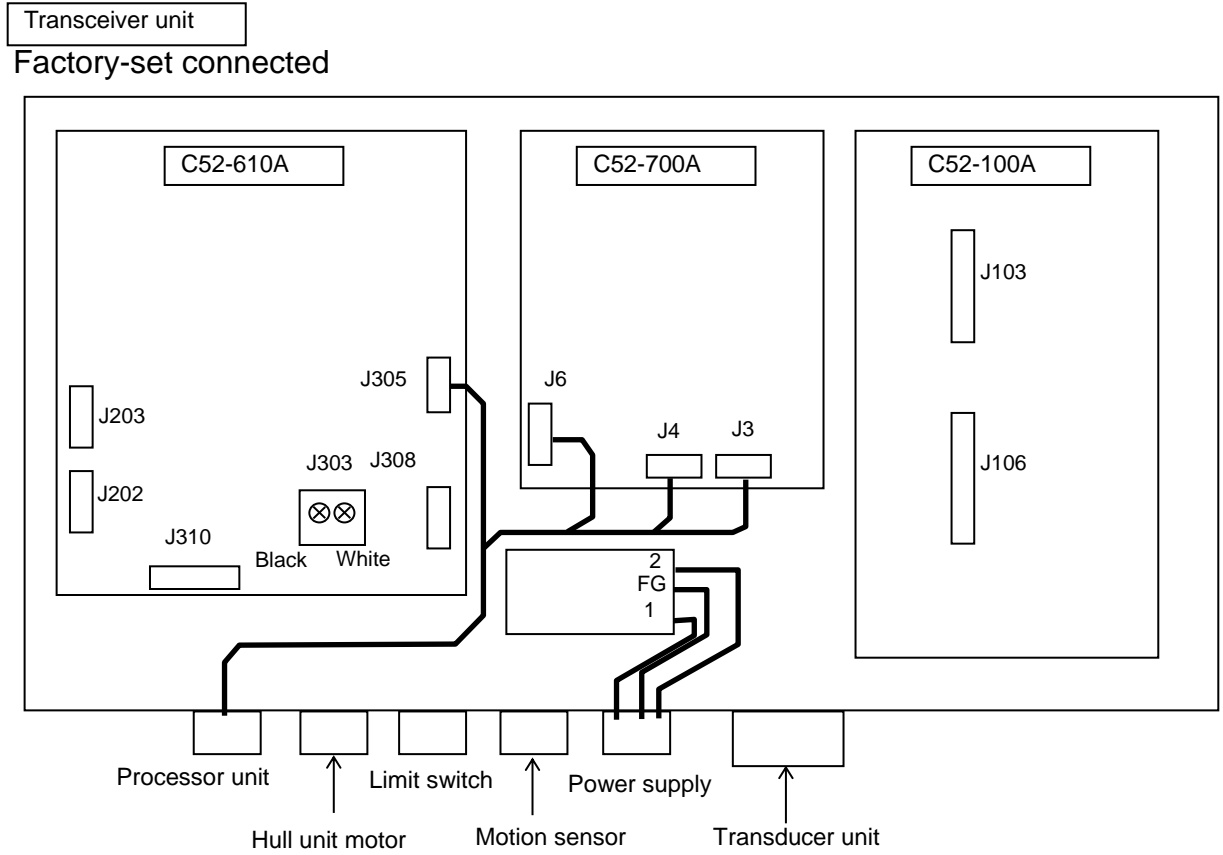 Transceiver unit
Factory-set connected
C52-610A
C52-700A
C52-100A
J103
J305
J6
J203
J4
J3
J303
J308
J106
J202
J310
Black
White
2
FG
1
Processor unit
Limit switch
Power supply
Hull unit motor
Motion sensor
Transducer unit